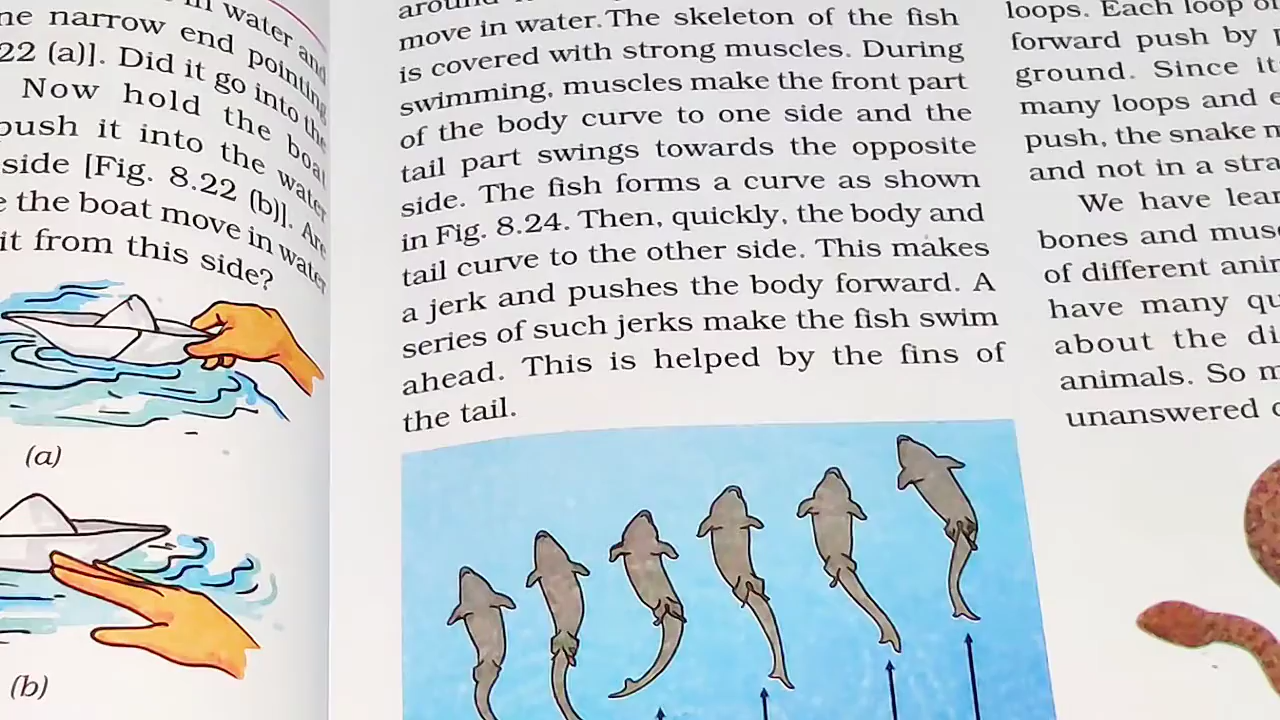 in water and
ne narrow end pointing
22 (a)]. Did it go into the
Now hold the boat
push it into the water
side [Fig. 8.22 (b)]. Are
the boat move in water
it from this side?
(a)
(b)
around
move in water. The skeleton of the fish
is covered with strong muscles. During
swimming, muscles make the front part
of the body curve to one side and the
tail part swings towards the opposite
side. The fish forms a curve as shown
in Fig. 8.24. Then, quickly, the body and
tail curve to the other side. This makes
a jerk and pushes the body forward. A
series of such jerks make the fish swim
ahead. This is helped by the fins of
the tail.
loops. Each loop of
forward push by
ground. Since it
many loops and
push, the snake
and not in a
We have
bones and
of different
have many
about the
animals. So
unanswered